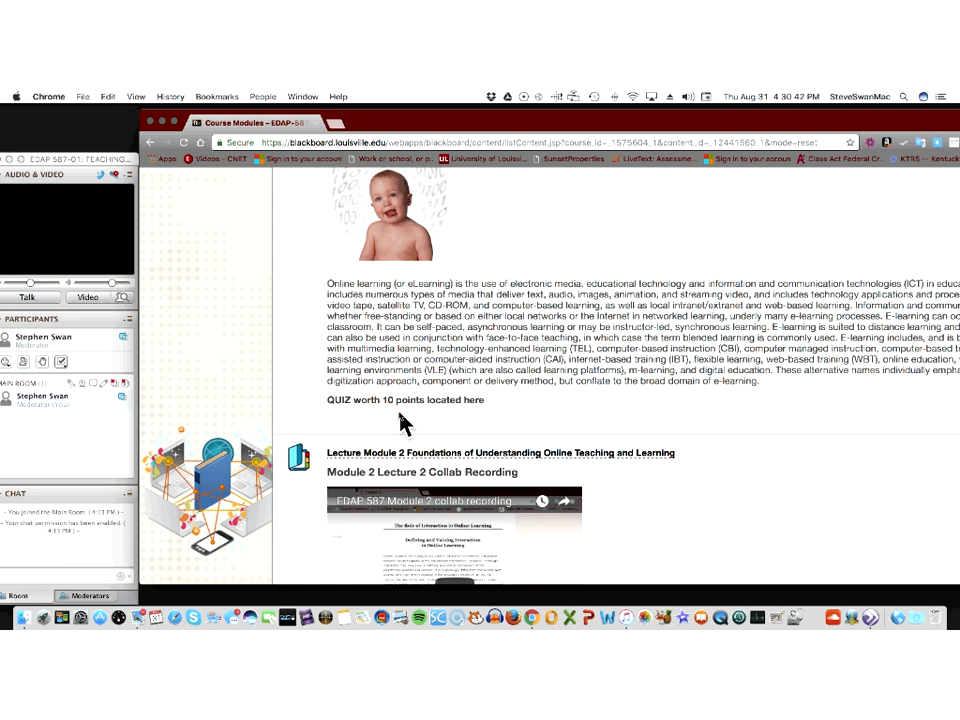 Chrome File Edit View History Bookmarks People Window Help
Thu Aug 31 4:30:42 PM SteveSwanMac
Course Modules – EDAP-587
Secure https://blackboard.louisville.edu/webapps/blackboard/content/listContent.jsp?course_id=_1575604_1&content_id=_12441560_1&mode=reset
Apps Videos - CNET Sign in to your account Work or school, or p... University of Louisvi... SunsetProperties LiveText: Assessme... Sign in to your account Class Act Federal Cr... KTRS -- Kentuck
EDAP 587-01: TEACHING...
AUDIO & VIDEO
Talk Video
PARTICIPANTS
Stephen Swan
Moderator
MAIN ROOM (1)
Stephen Swan
Moderator (You)
CHAT
- You joined the Main Room. ( 4:13 PM ) -
- Your chat permission has been enabled. (
4:13 PM ) -
Room Moderators
Online learning (or eLearning) is the use of electronic media, educational technology and information and communication technologies (ICT) in educa
includes numerous types of media that deliver text, audio, images, animation, and streaming video, and includes technology applications and proce
video tape, satellite TV, CD-ROM, and computer-based learning, as well as local intranet/extranet and web-based learning. Information and commu
whether free-standing or based on either local networks or the Internet in networked learning, underly many e-learning processes. E-learning can oc
classroom. It can be self-paced, asynchronous learning or may be instructor-led, synchronous learning. E-learning is suited to distance learning and
can also be used in conjunction with face-to-face teaching, in which case the term blended learning is commonly used. E-learning includes, and is b
with multimedia learning, technology-enhanced learning (TEL), computer-based instruction (CBI), computer managed instruction, computer-based tr
assisted instruction or computer-aided instruction (CAI), internet-based training (IBT), flexible learning, web-based training (WBT), online education, v
learning environments (VLE) (which are also called learning platforms), m-learning, and digital education. These alternative names individually empha
digitization approach, component or delivery method, but conflate to the broad domain of e-learning.
QUIZ worth 10 points located here
Lecture Module 2 Foundations of Understanding Online Teaching and Learning
Module 2 Lecture 2 Collab Recording
EDAP 587 Module 2 collab recording
The Role of Interaction in Online Learning
Defining and Valuing Interaction
in Online Learning